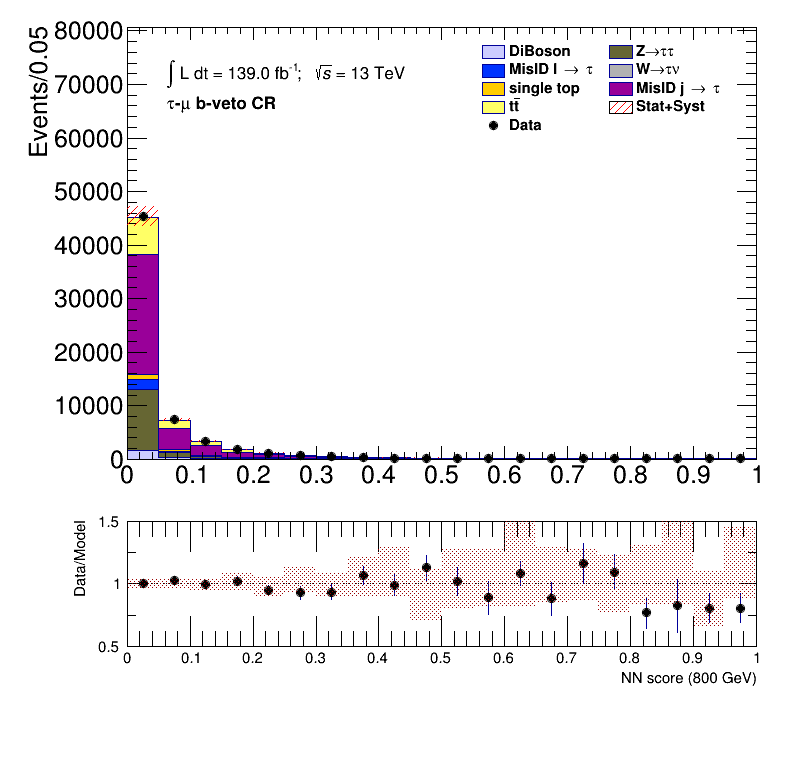 Events/0.05
80000
70000
60000
50000
40000
30000
20000
10000
0
∫ L dt = 139.0 fb⁻¹; √s = 13 TeV
τ-μ b-veto CR
DiBoson
MisID l → τ
single top
tt̄
Data
Z→ττ
W→τν
MisID j → τ
Stat+Syst
0 0.1 0.2 0.3 0.4 0.5 0.6 0.7 0.8 0.9 1
Data/Model
1.5
1
0.5
0 0.1 0.2 0.3 0.4 0.5 0.6 0.7 0.8 0.9 1
NN score (800 GeV)